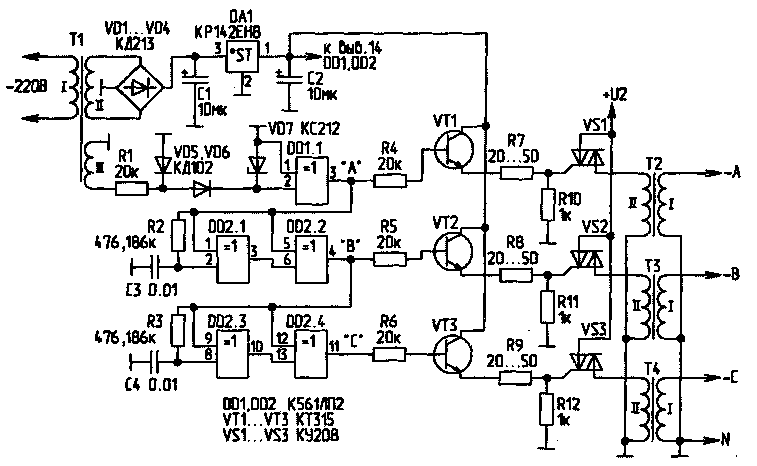 T1
VD1...VD4
КД213
DA1
КР142ЕН8
3
*ST
1
2
к выв.14
DD1,DD2
~220В
I
II
III
+
C1
10мк
+
C2
10мк
+U2
VD7 КС212
VT1
VS1
R1
20к
VD5,VD6
КД102
DD1.1
1
2
=1
3
"A"
R4
20к
R7
20...50
R10
1к
T2
II
I
~A
R2
476,186к
C3 0.01
DD2.1
1
2
=1
3
DD2.2
5
6
=1
4
"B"
R5
20к
VT2
R8
20...50
R11
1к
VS2
T3
II
I
~B
R3
476,186к
C4 0.01
DD2.3
9
8
=1
10
DD2.4
12
13
=1
11
"C"
R6
20к
VT3
R9
20...50
R12
1к
VS3
T4
II
I
~C
N
DD1,DD2 К561ЛП2
VT1...VT3 КТ315
VS1...VS3 КУ208